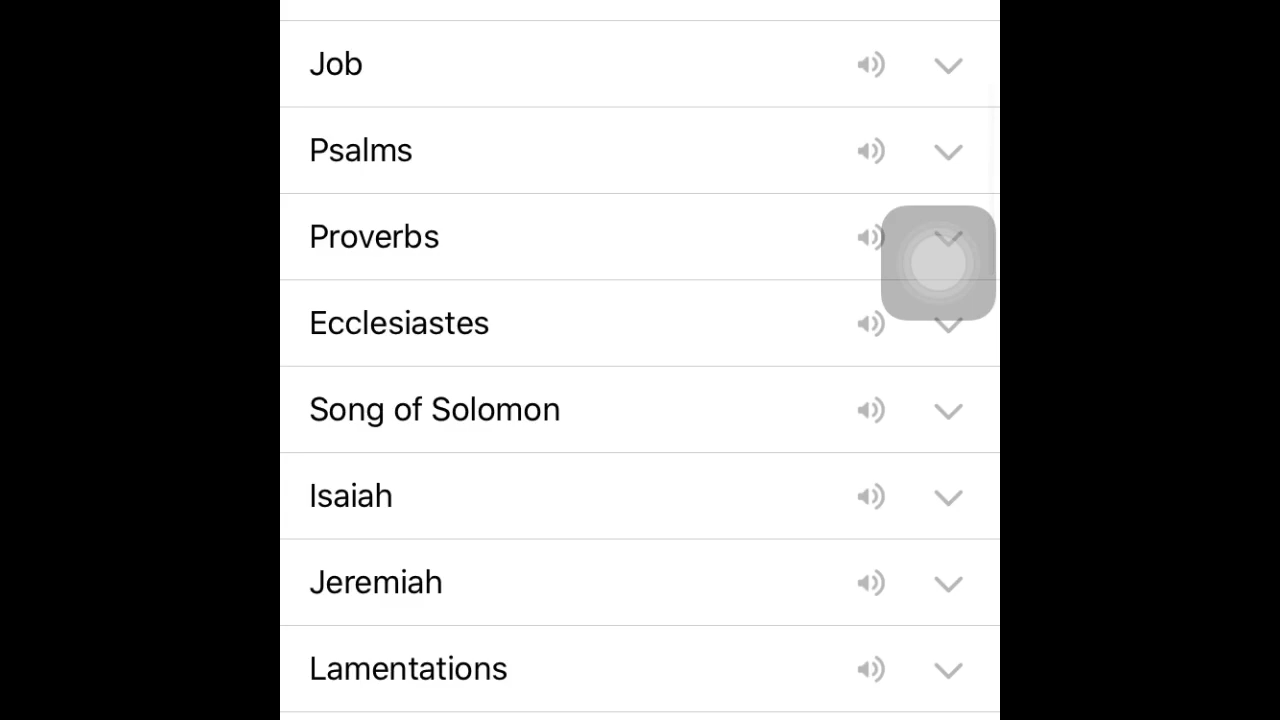 Job
Psalms
Proverbs
Ecclesiastes
Song of Solomon
Isaiah
Jeremiah
Lamentations